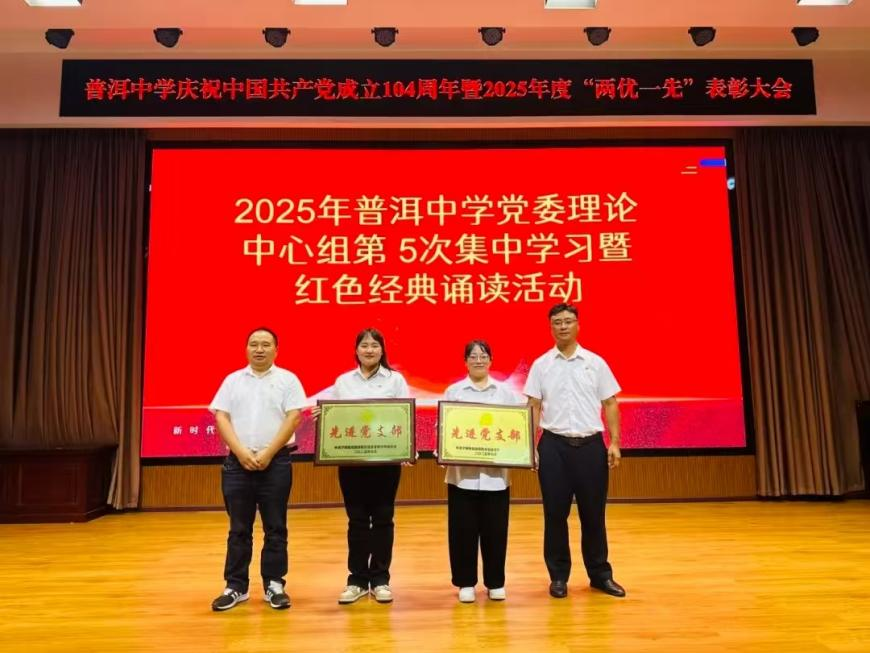 普洱中学庆祝中国共产党成立104周年暨2025年度“两优一先”表彰大会
2025年普洱中学党委理论
中心组第 5次集中学习暨
红色经典诵读活动
新时代
先进党支部
先进党支部